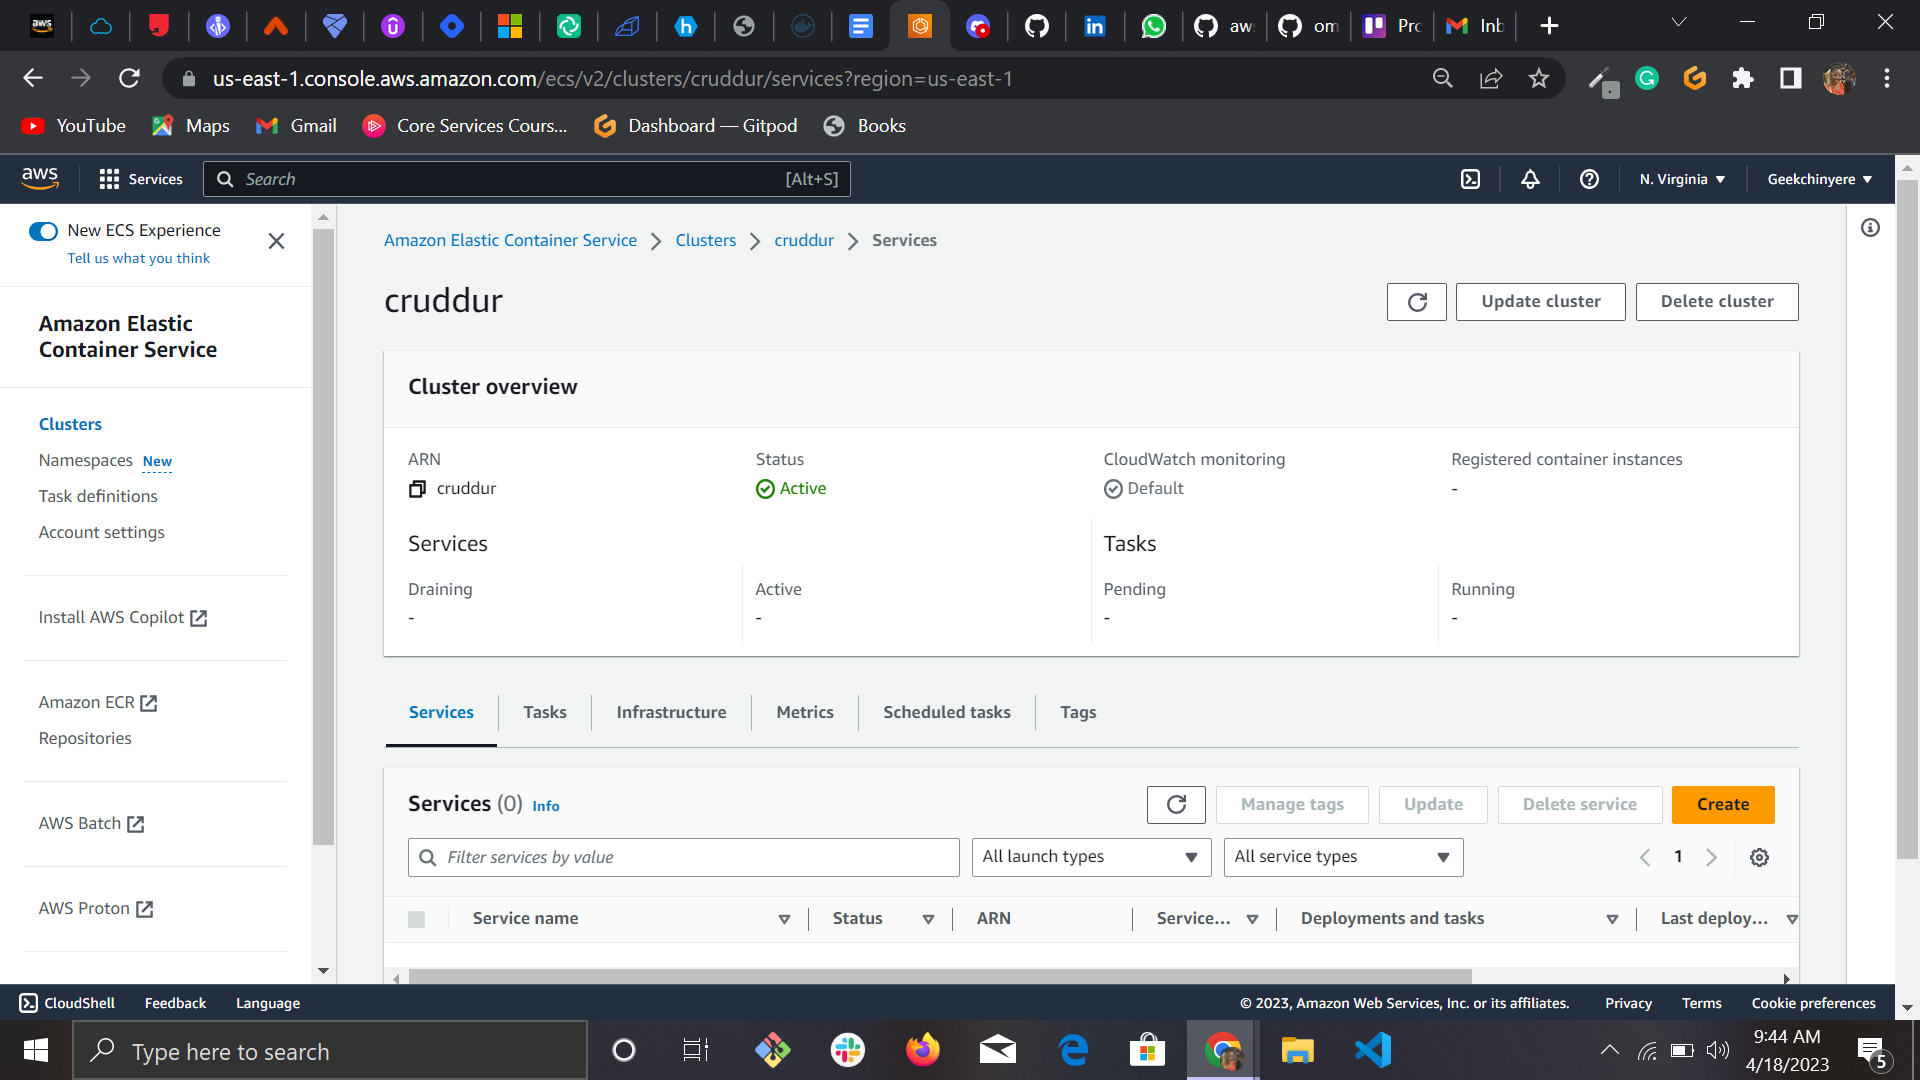 aws
aw
om
Prc
Inb
us-east-1.console.aws.amazon.com/ecs/v2/clusters/cruddur/services?region=us-east-1
YouTube
Maps
Gmail
Core Services Cours...
Dashboard — Gitpod
Books
aws
Services
Search
[Alt+S]
N. Virginia
Geekchinyere
New ECS Experience
Tell us what you think
Amazon Elastic
Container Service
Clusters
Namespaces New
Task definitions
Account settings
Install AWS Copilot
Amazon ECR
Repositories
AWS Batch
AWS Proton
Amazon Elastic Container Service
Clusters
cruddur
Services
cruddur
Update cluster
Delete cluster
Cluster overview
ARN
cruddur
Status
Active
CloudWatch monitoring
Default
Registered container instances
-
Services
Tasks
Draining
-
Active
-
Pending
-
Running
-
Services
Tasks
Infrastructure
Metrics
Scheduled tasks
Tags
Services (0) Info
Manage tags
Update
Delete service
Create
Filter services by value
All launch types
All service types
1
Service name
Status
ARN
Service...
Deployments and tasks
Last deploy...
CloudShell
Feedback
Language
© 2023, Amazon Web Services, Inc. or its affiliates.
Privacy
Terms
Cookie preferences
Type here to search
9:44 AM
4/18/2023
5